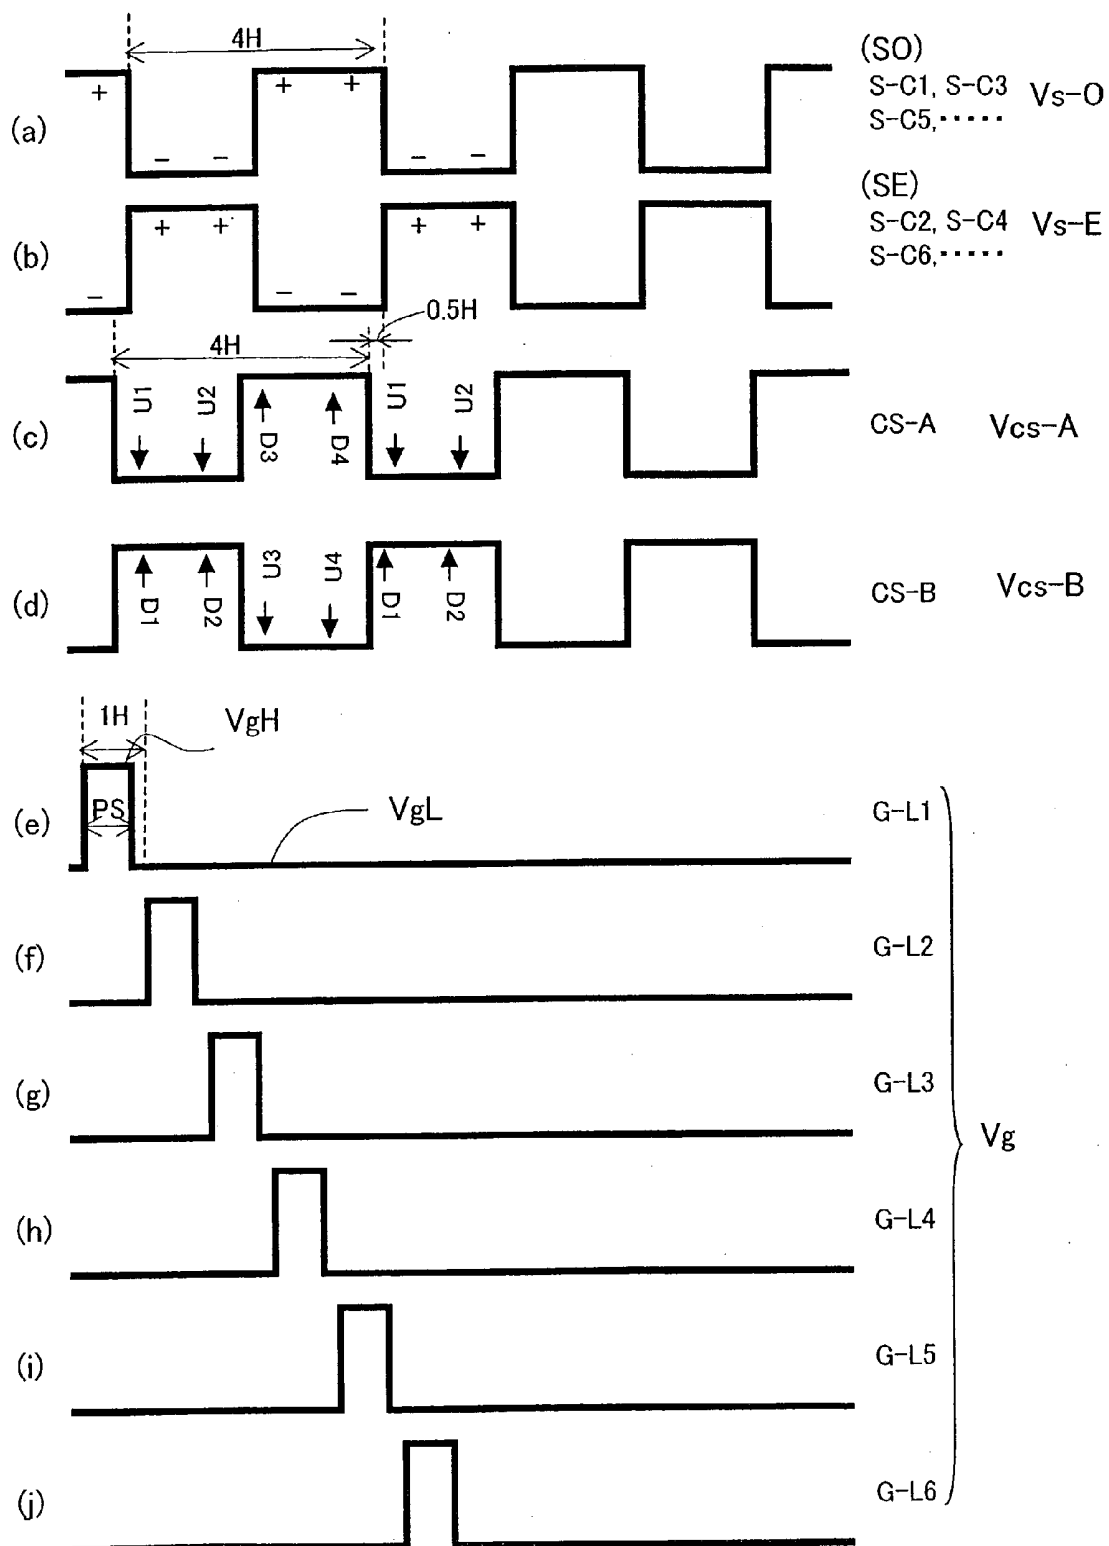 4H
(SO)
S-C1, S-C3
S-C5,·····
Vs-O
(a)
+ + +
− − − −
(SE)
S-C2, S-C4
S-C6,·····
Vs-E
(b)
+ + + +
− − −
0.5H
4H
(c)
U1 U2 D3 D4 U1 U2
CS-A
Vcs-A
(d)
D1 D2 U3 U4 D1 D2
CS-B
Vcs-B
1H
VgH
PS
VgL
(e)
G-L1
(f)
G-L2
(g)
G-L3
Vg
(h)
G-L4
(i)
G-L5
(j)
G-L6